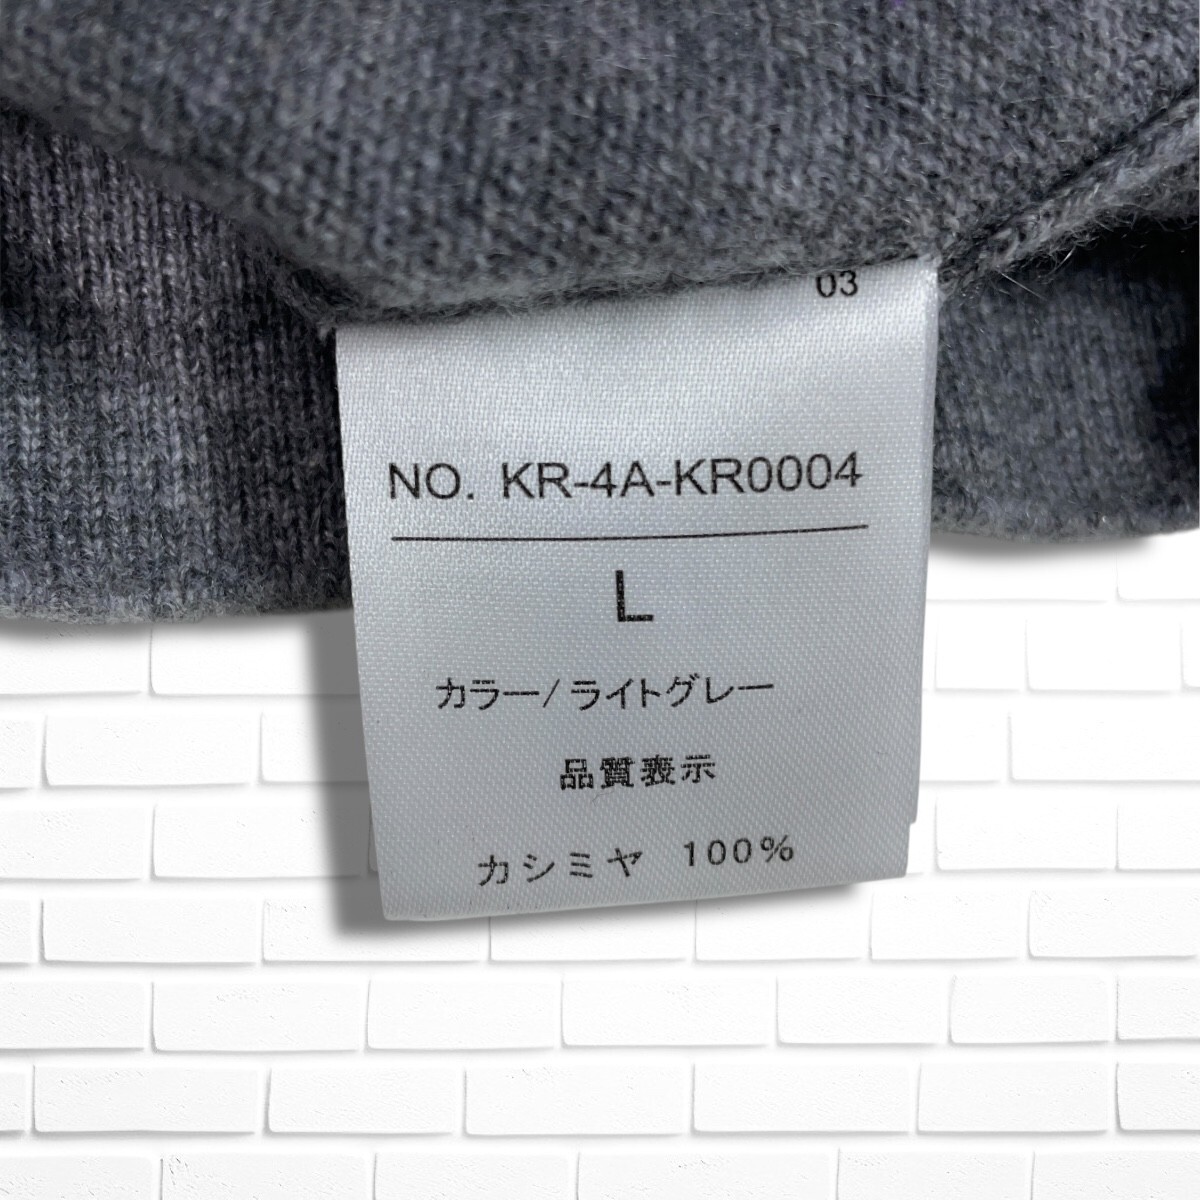 03
NO. KR-4A-KR0004
L
カラー/ライトグレー
品質表示
カシミヤ 100%